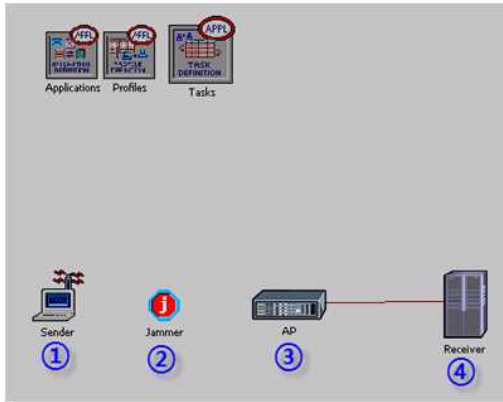 APPL
APPL
APPL
TASK
DEFINITION
Applications
Profiles
Tasks
j
Sender
Jammer
AP
Receiver
1
2
3
4